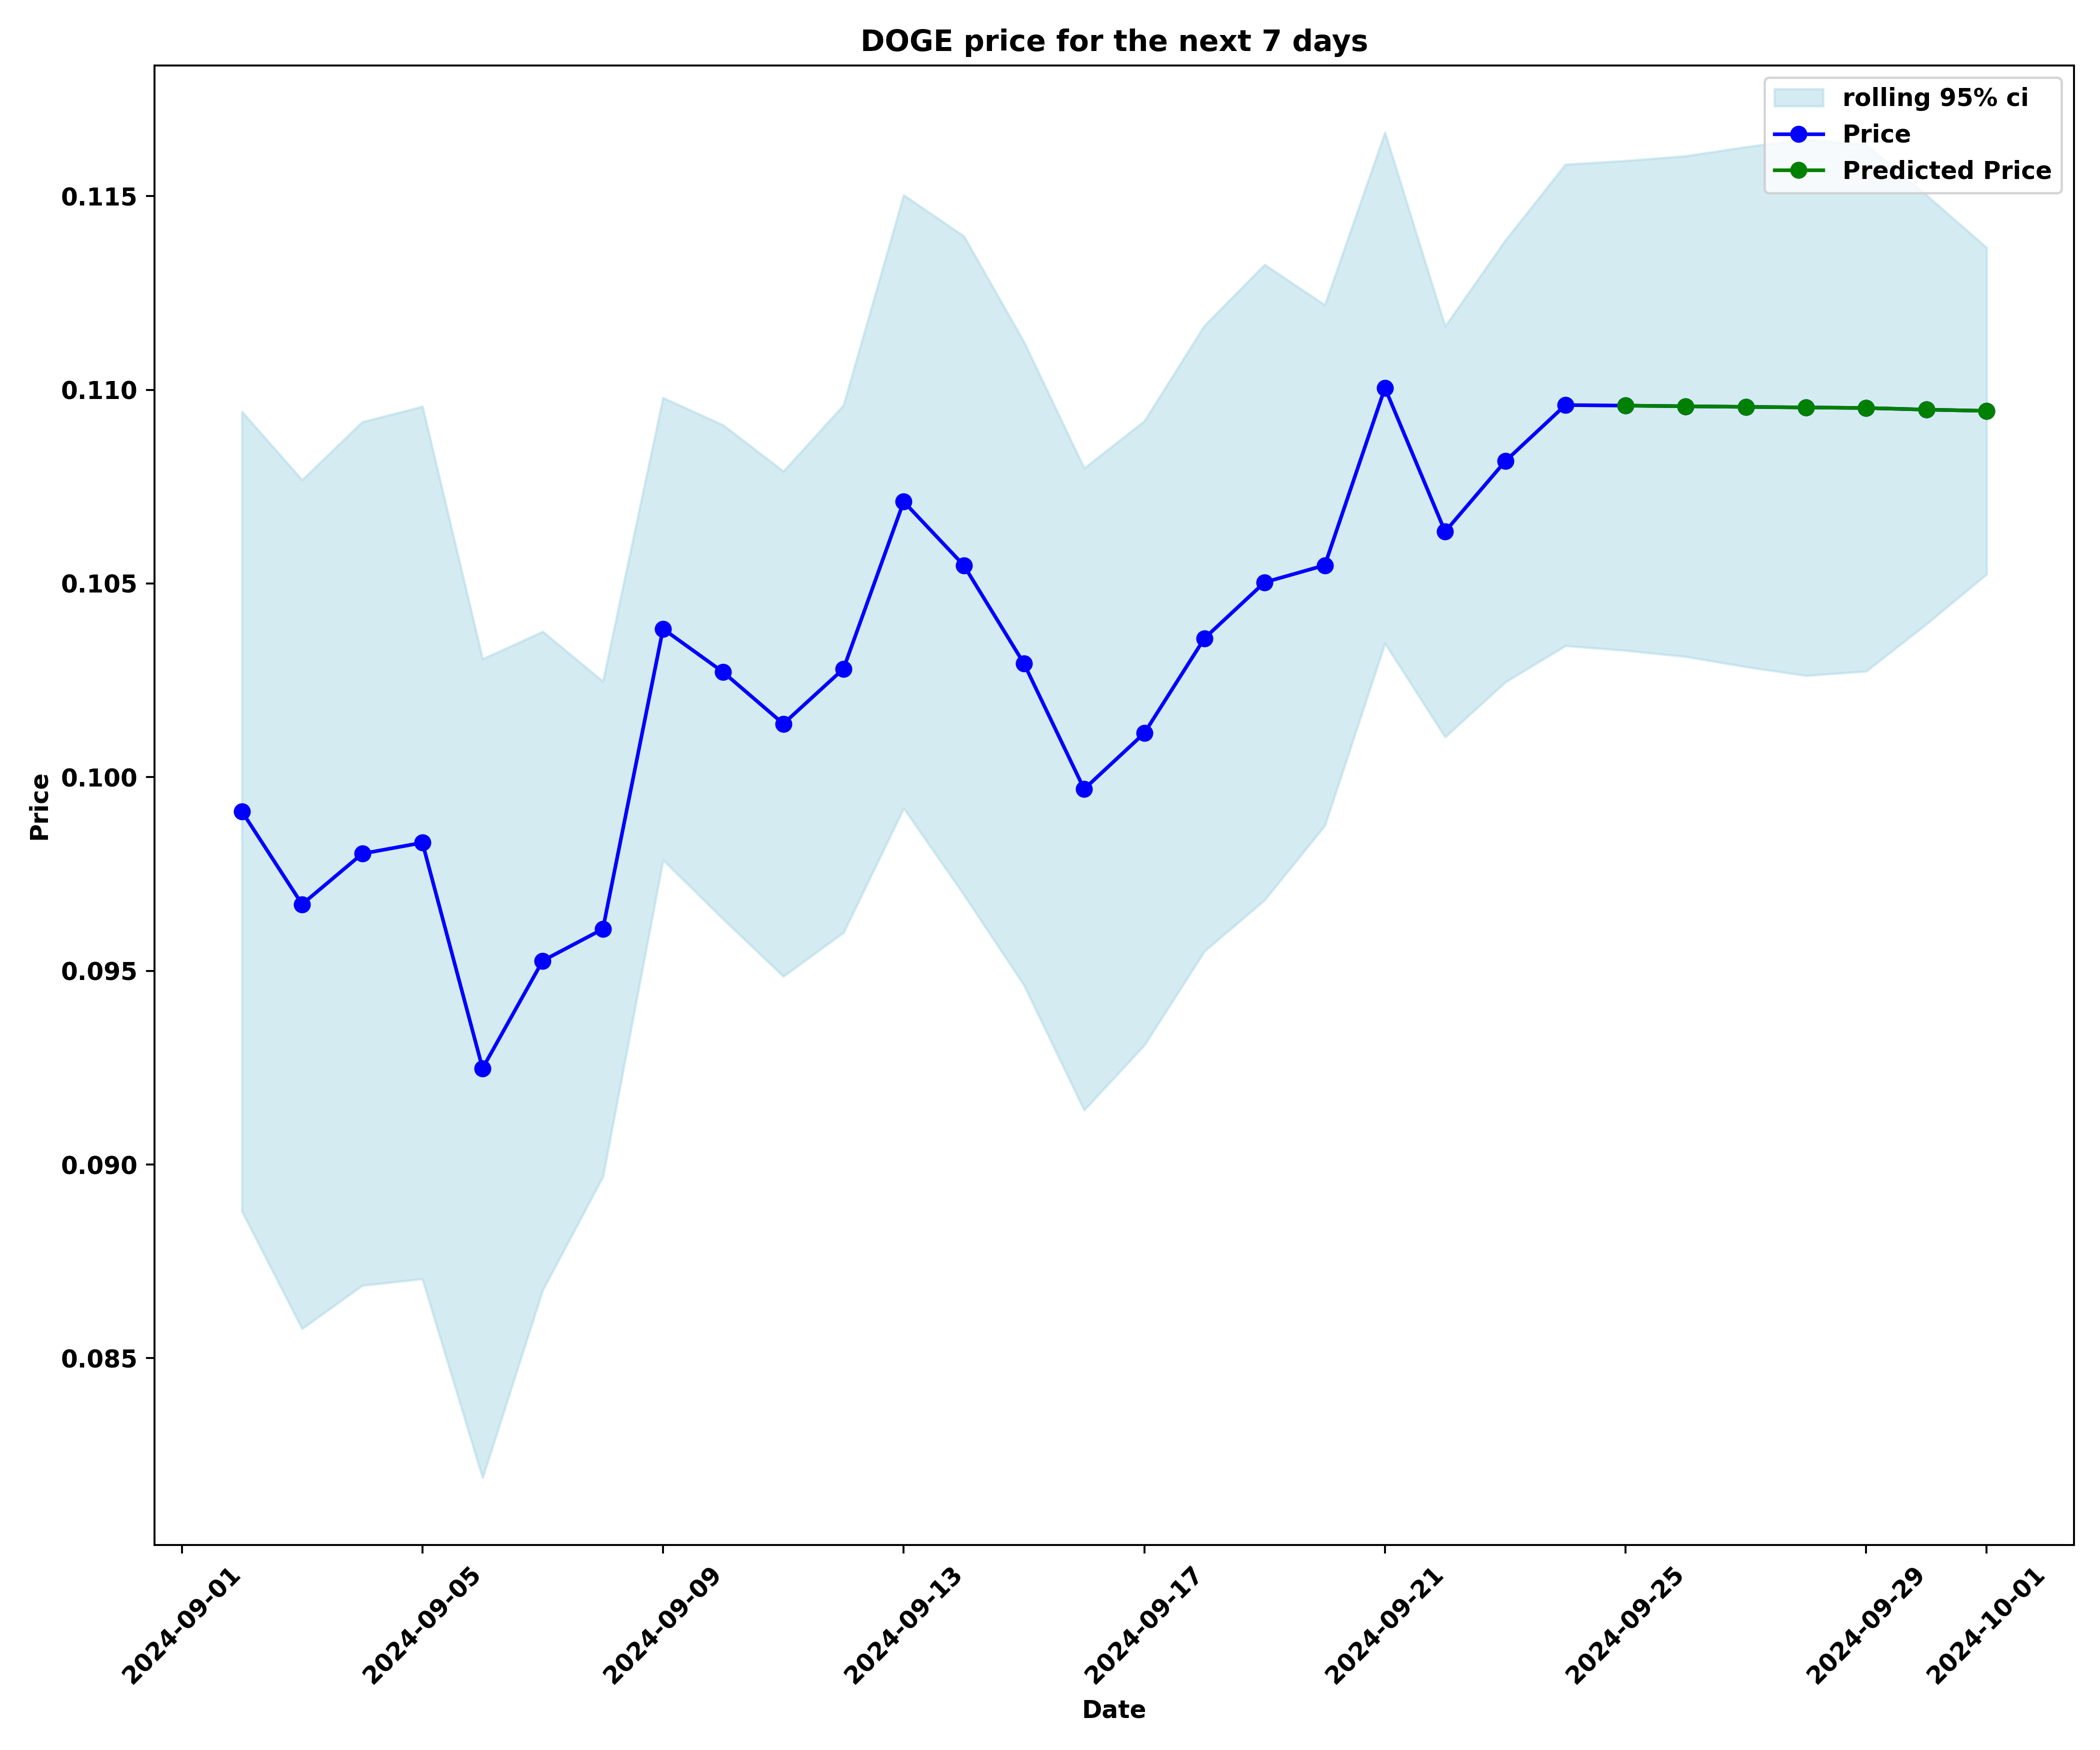 DOGE price for the next 7 days
rolling 95% ci
Price
Predicted Price
0.115
0.110
0.105
0.100
0.095
0.090
0.085
Price
2024-09-01
2024-09-05
2024-09-09
2024-09-13
2024-09-17
2024-09-21
2024-09-25
2024-09-29
2024-10-01
Date